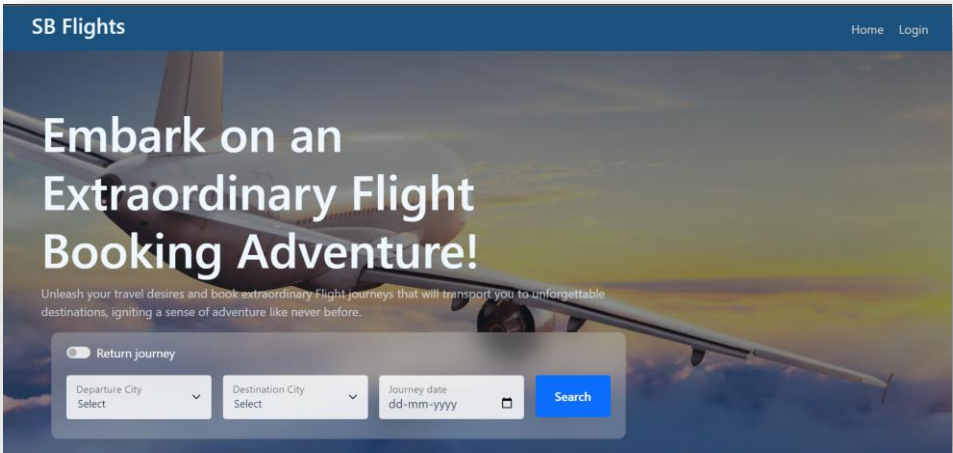 SB Flights
Home Login
Embark on an
Extraordinary Flight
Booking Adventure!
Unleash your travel desires and book extraordinary Flight journeys that will transport you to unforgettable
destinations, igniting a sense of adventure like never before.
Return journey
Departure City
Select
Destination City
Select
Journey date
dd-mm-yyyy
Search